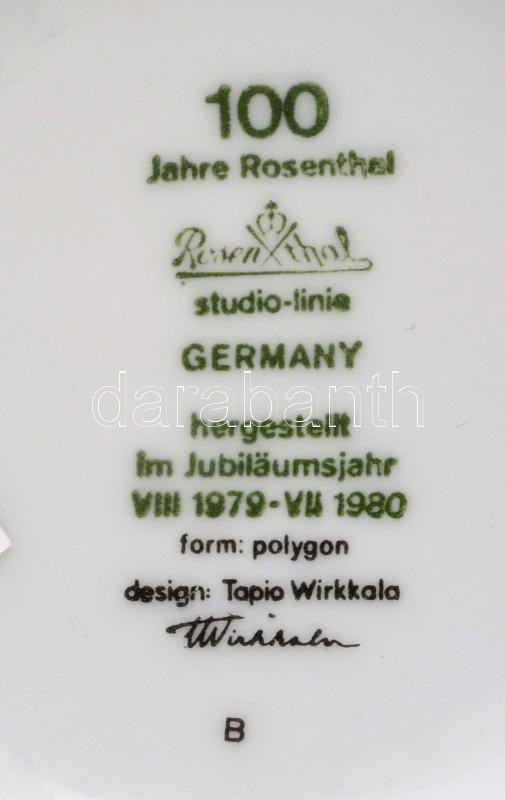 100
Jahre Rosenthal
Rosenthal
studio-linie
GERMANY
darabanth
hergestellt
im Jubiläumsjahr
VIII 1979-VII 1980
form: polygon
design: Tapio Wirkkala
TWirkkala
B